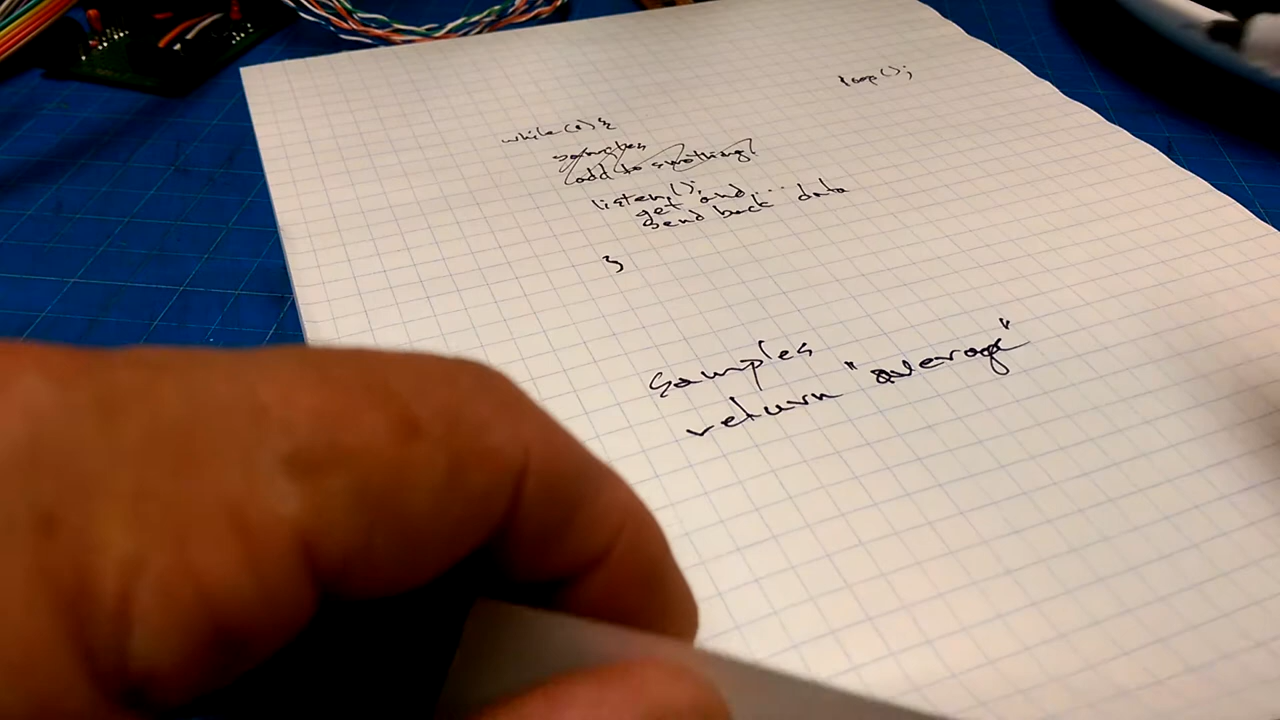 loop();
while(1){
samples
add to something?
listen();
get and... data
send back
}
samples
return "average"